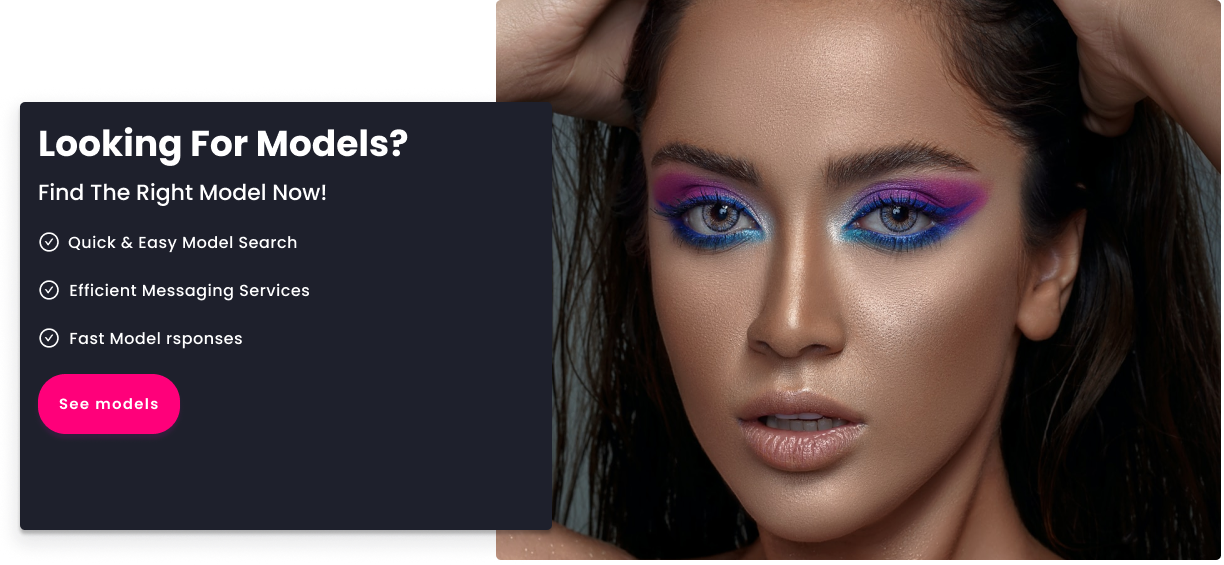 Looking For Models?
Find The Right Model Now!
Quick & Easy Model Search
Efficient Messaging Services
Fast Model rsponses
See models